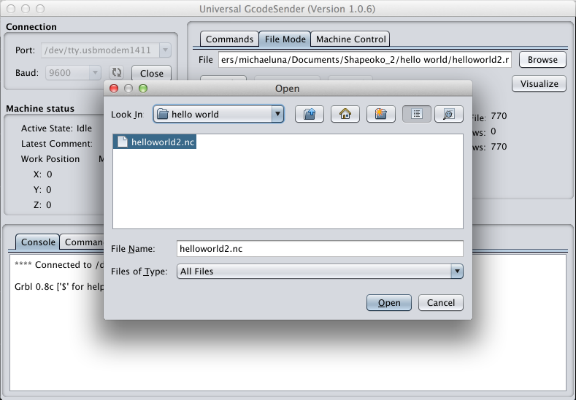 Universal GcodeSender (Version 1.0.6)
Connection
Port: /dev/tty.usbmodem1411
Baud: 9600 Close
Commands File Mode Machine Control
File ers/michaeluna/Documents/Shapeoko_2/hello world/helloworld2.r Browse
Visualize
Machine status
Active State: Idle
Latest Comment:
Work Position M
X: 0
Y: 0
Z: 0
File: 770
ws: 0
ws: 770
Open
Look In: hello world
helloworld2.nc
File Name: helloworld2.nc
Files of Type: All Files
Open Cancel
Console Comman
**** Connected to /d
Grbl 0.8c ['$' for help